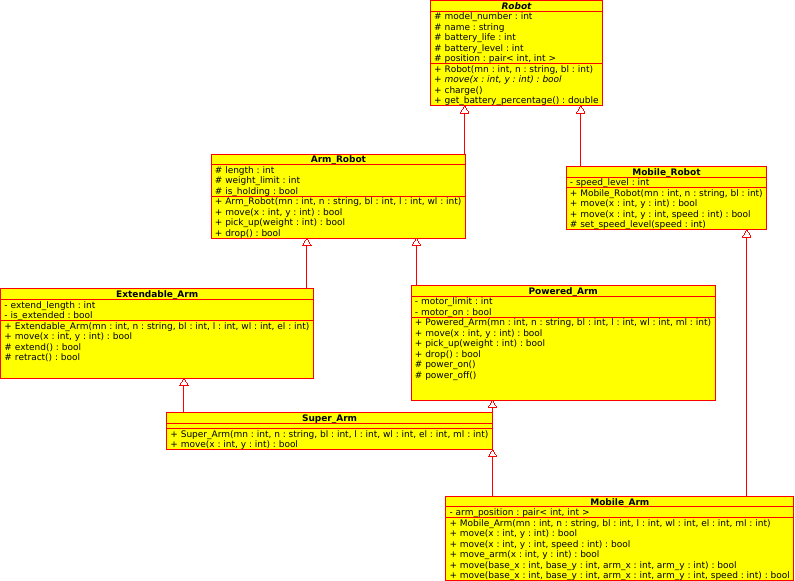 Robot
# model_number : int
# name : string
# battery_life : int
# battery_level : int
# position : pair< int, int >
+ Robot(mn : int, n : string, bl : int)
+ move(x : int, y : int) : bool
+ charge()
+ get_battery_percentage() : double
Arm_Robot
# length : int
# weight_limit : int
# is_holding : bool
+ Arm_Robot(mn : int, n : string, bl : int, l : int, wl : int)
+ move(x : int, y : int) : bool
+ pick_up(weight : int) : bool
+ drop() : bool
Mobile_Robot
- speed_level : int
+ Mobile_Robot(mn : int, n : string, bl : int)
+ move(x : int, y : int) : bool
+ move(x : int, y : int, speed : int) : bool
# set_speed_level(speed : int)
Extendable_Arm
- extend_length : int
- is_extended : bool
+ Extendable_Arm(mn : int, n : string, bl : int, l : int, wl : int, el : int)
+ move(x : int, y : int) : bool
# extend() : bool
# retract() : bool
Powered_Arm
- motor_limit : int
- motor_on : bool
+ Powered_Arm(mn : int, n : string, bl : int, l : int, wl : int, ml : int)
+ move(x : int, y : int) : bool
+ pick_up(weight : int) : bool
+ drop() : bool
# power_on()
# power_off()
Super_Arm
+ Super_Arm(mn : int, n : string, bl : int, l : int, wl : int, el : int, ml : int)
+ move(x : int, y : int) : bool
Mobile_Arm
- arm_position : pair< int, int >
+ Mobile_Arm(mn : int, n : string, bl : int, l : int, wl : int, el : int, ml : int)
+ move(x : int, y : int) : bool
+ move(x : int, y : int, speed : int) : bool
+ move_arm(x : int, y : int) : bool
+ move(base_x : int, base_y : int, arm_x : int, arm_y : int) : bool
+ move(base_x : int, base_y : int, arm_x : int, arm_y : int, speed : int) : bool